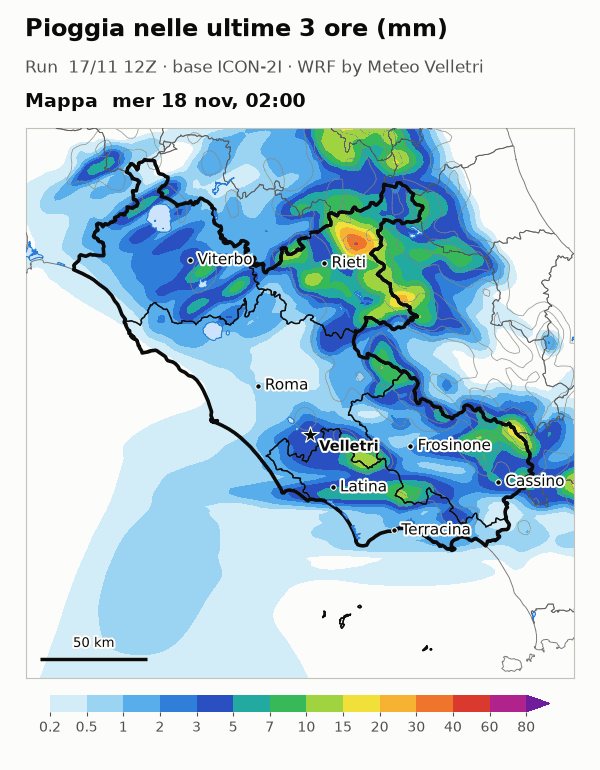 Pioggia nelle ultime 3 ore (mm)
Run  17/11 12Z · base ICON-2I · WRF by Meteo Velletri
Mappa  mer 18 nov, 02:00
Viterbo
Rieti
Roma
Velletri
Frosinone
Latina
Cassino
Terracina
50 km
0.2 0.5 1 2 3 5 7 10 15 20 30 40 60 80